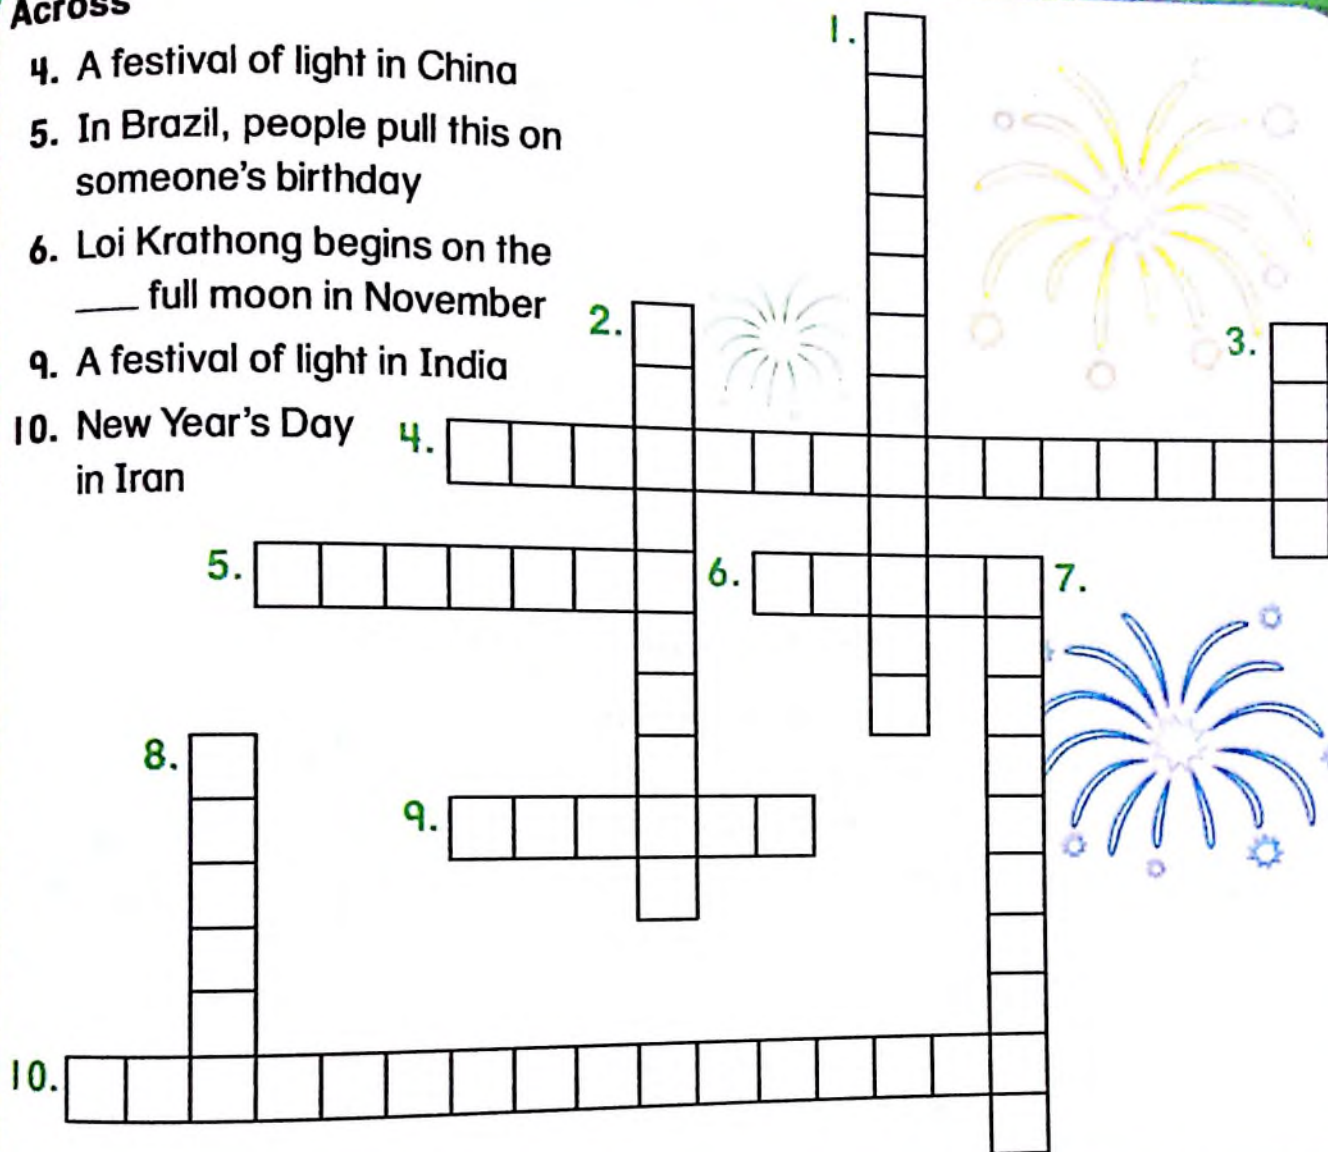 Across
4. A festival of light in China
5. In Brazil, people pull this on
someone's birthday
6. Loi Krathong begins on the
___ full moon in November
9. A festival of light in India
10. New Year's Day
in Iran
1.
2.
3.
4.
5.
6.
7.
8.
9.
10.